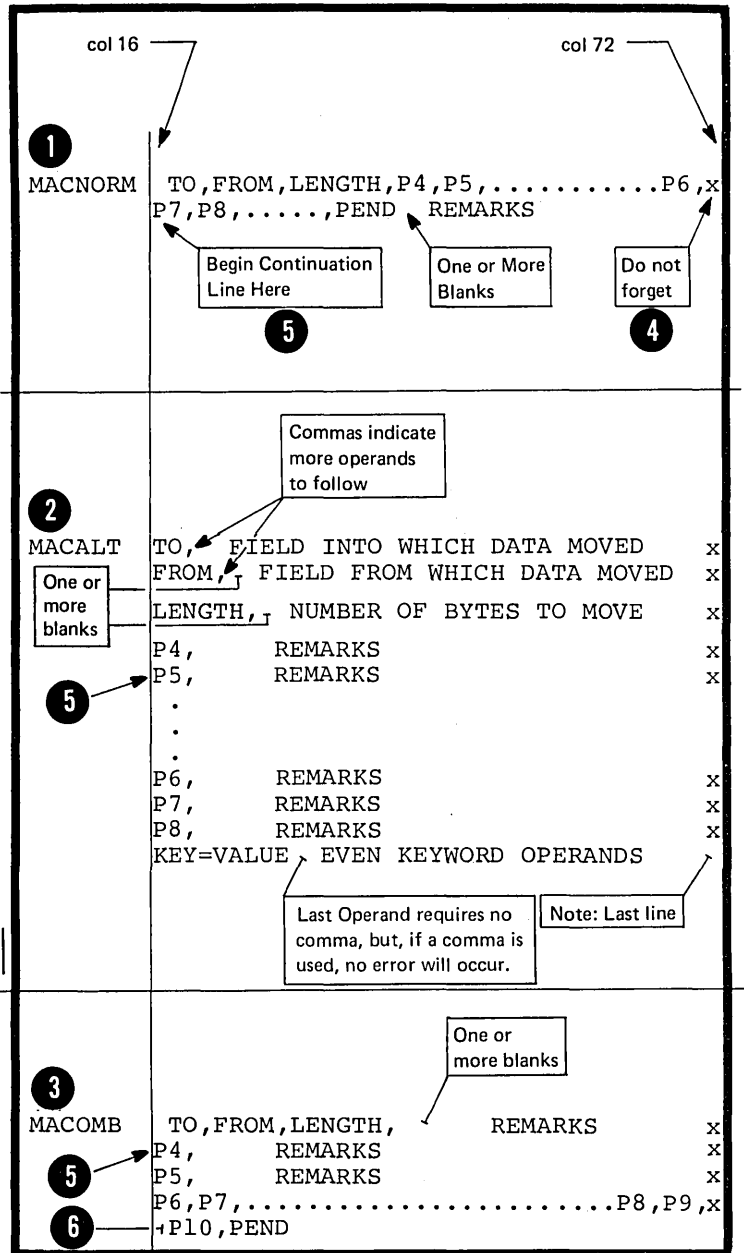 col 16 col 72
1
MACNORM TO,FROM,LENGTH,P4,P5,...........P6,x
P7,P8,.....,PEND REMARKS
Begin Continuation
Line Here
One or More
Blanks
Do not
forget
5
4
Commas indicate
more operands
to follow
2
MACALT TO, FIELD INTO WHICH DATA MOVED x
FROM, FIELD FROM WHICH DATA MOVED x
One or
more
blanks
LENGTH, NUMBER OF BYTES TO MOVE x
P4, REMARKS x
5
P5, REMARKS x
.
.
.
P6, REMARKS x
P7, REMARKS x
P8, REMARKS x
KEY=VALUE EVEN KEYWORD OPERANDS
Last Operand requires no
comma, but, if a comma is
used, no error will occur.
Note: Last line
One or
more blanks
3
MACOMB TO,FROM,LENGTH, REMARKS x
P4, REMARKS x
5
P5, REMARKS x
P6,P7,..........................P8,P9,x
6
P10,PEND